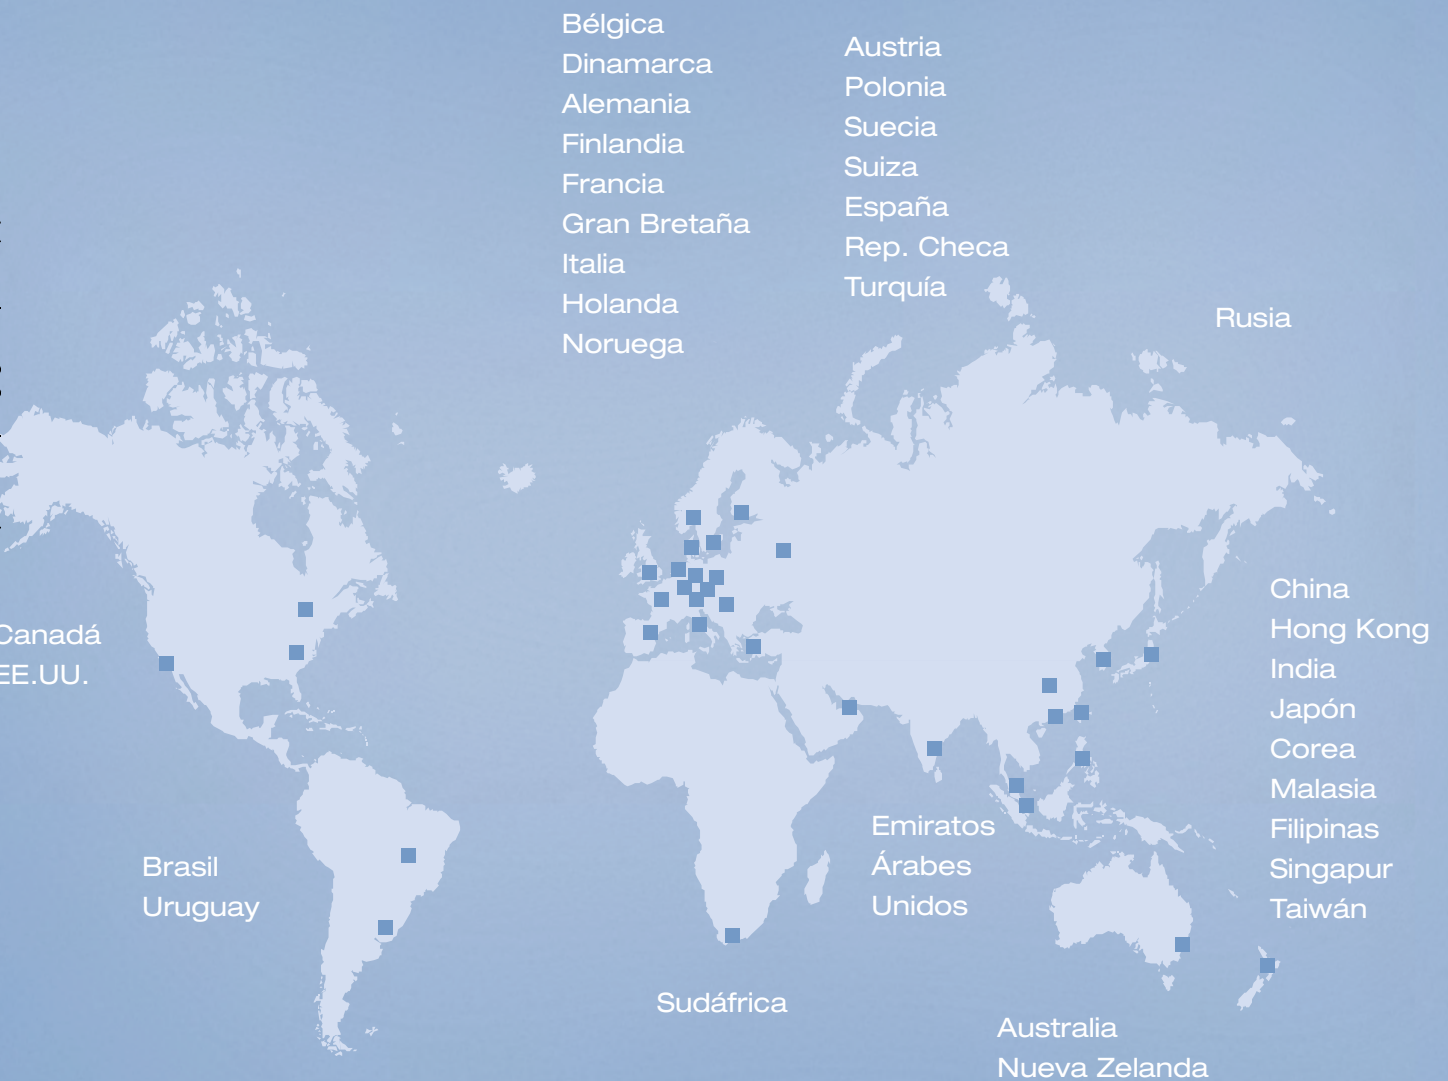 Bélgica
Dinamarca
Alemania
Finlandia
Francia
Gran Bretaña
Italia
Holanda
Noruega
Austria
Polonia
Suecia
Suiza
España
Rep. Checa
Turquía
Rusia
Canadá
EE.UU.
China
Hong Kong
India
Japón
Corea
Malasia
Filipinas
Singapur
Taiwán
Emiratos
Árabes
Unidos
Brasil
Uruguay
Sudáfrica
Australia
Nueva Zelanda